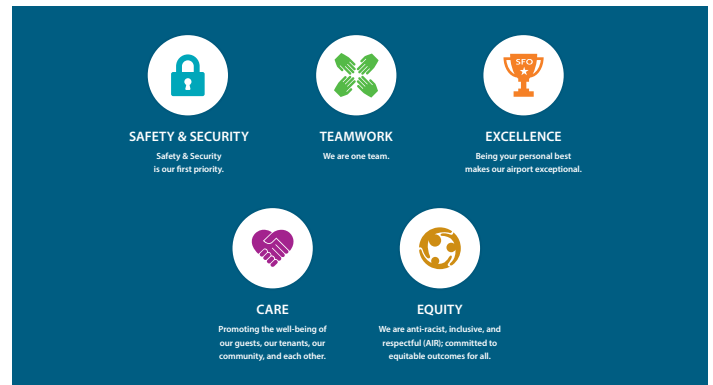 SFO
SAFETY & SECURITY
Safety & Security
is our first priority.
TEAMWORK
We are one team.
EXCELLENCE
Being your personal best
makes our airport exceptional.
CARE
Promoting the well-being of
our guests, our tenants, our
community, and each other.
EQUITY
We are anti-racist, inclusive, and
respectful (AIR); committed to
equitable outcomes for all.